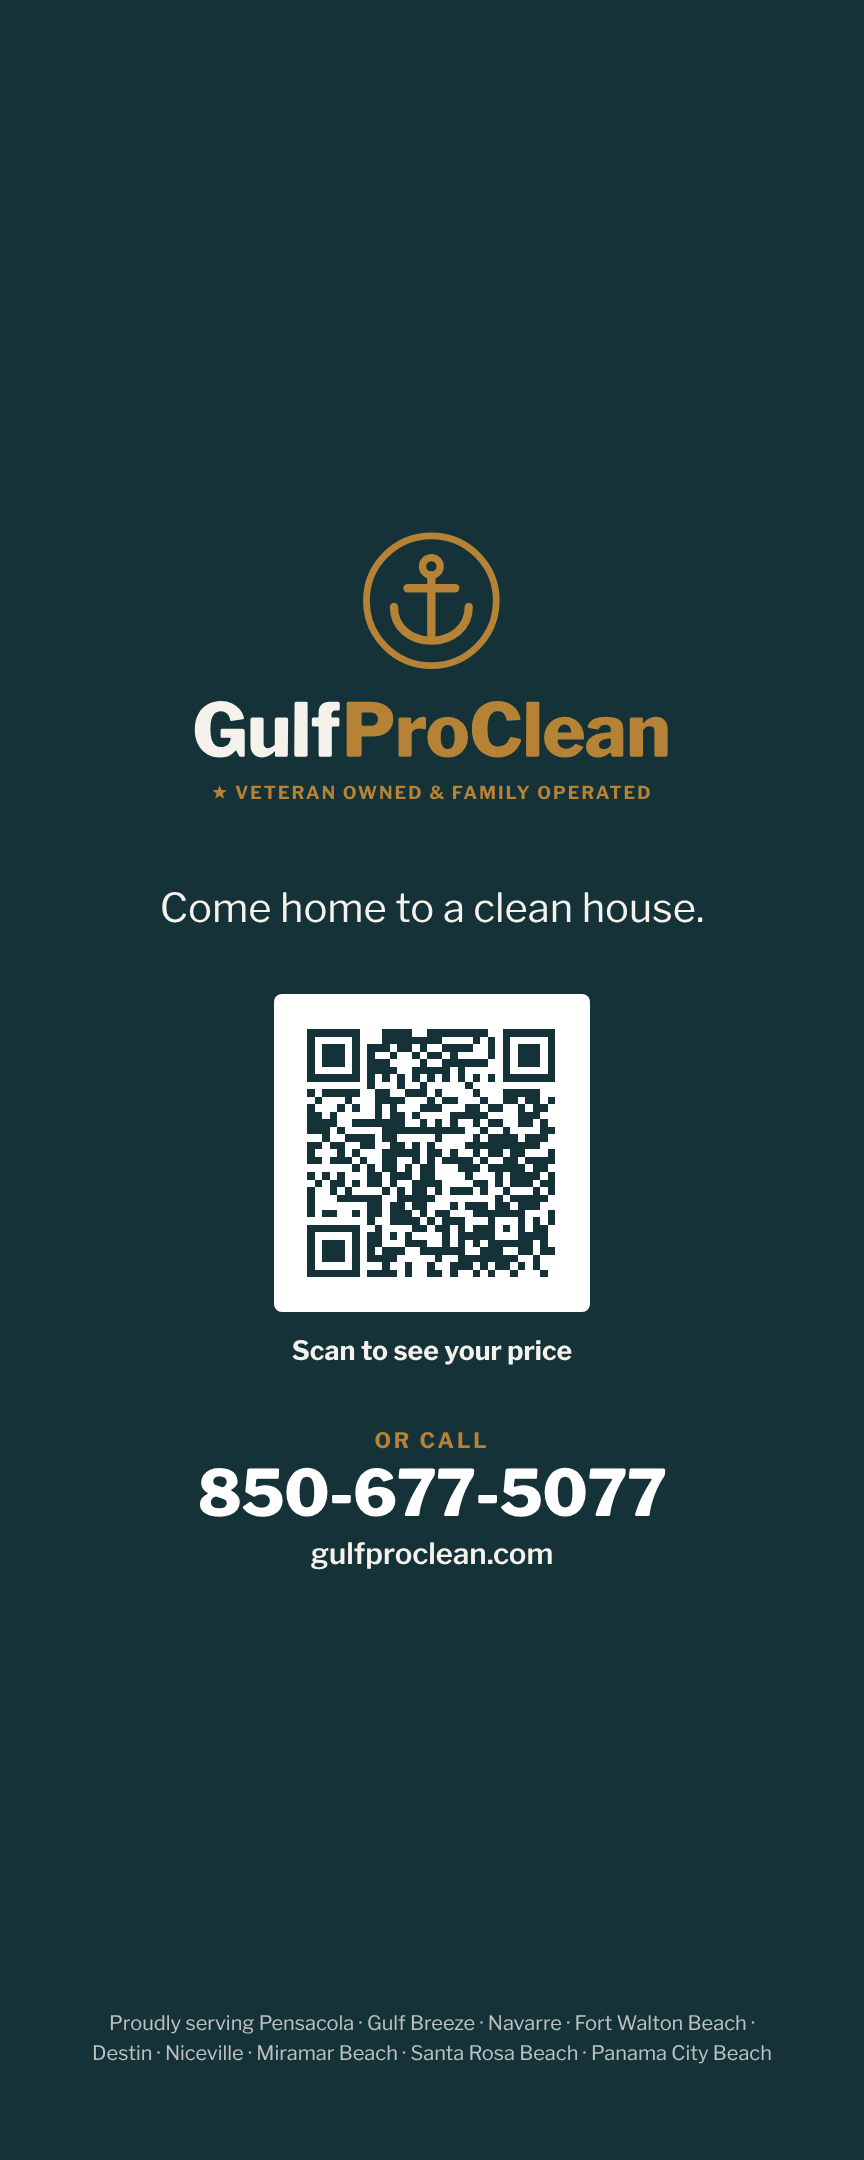 GulfProClean
★ VETERAN OWNED & FAMILY OPERATED
Come home to a clean house.
Scan to see your price
OR CALL
850-677-5077
gulfproclean.com
Proudly serving Pensacola · Gulf Breeze · Navarre · Fort Walton Beach ·
Destin · Niceville · Miramar Beach · Santa Rosa Beach · Panama City Beach